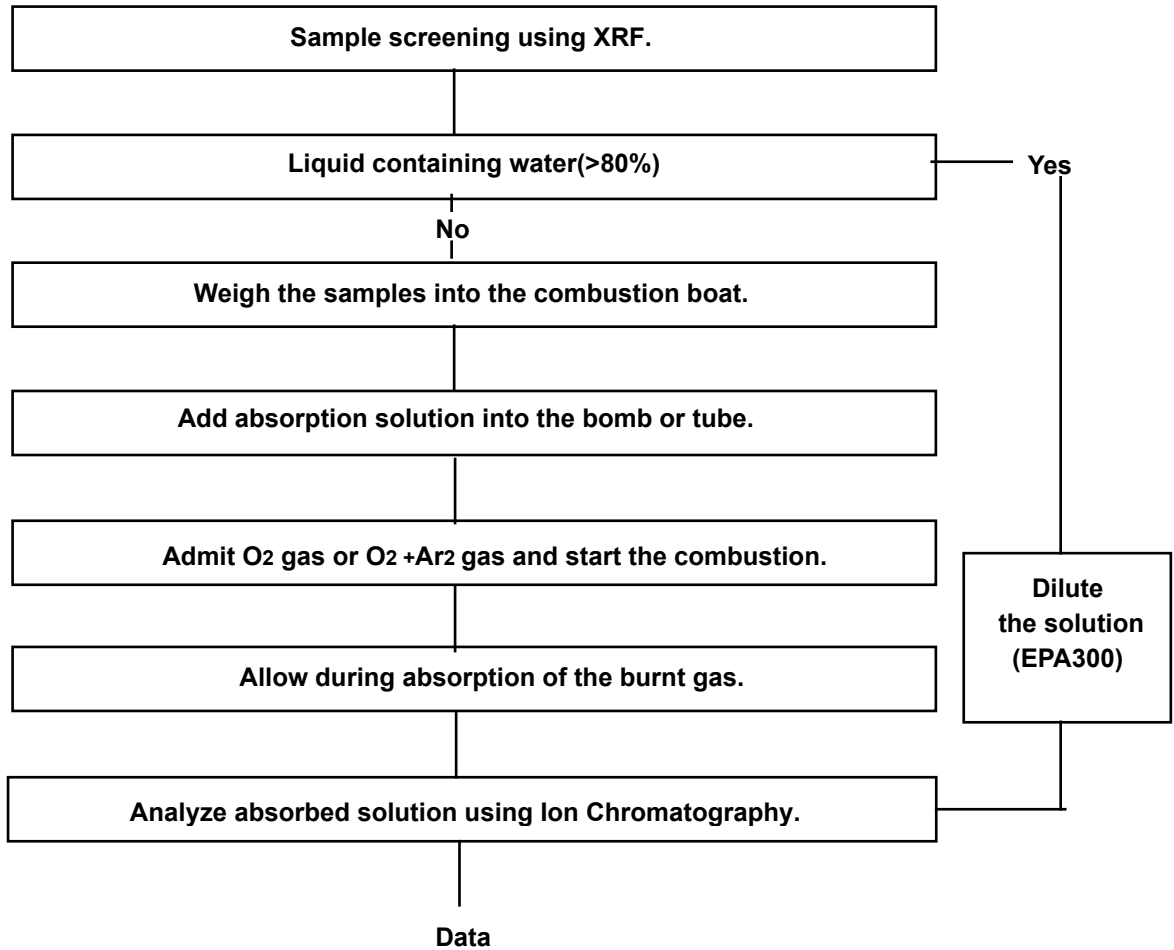 Sample screening using XRF.
Liquid containing water(>80%)
Yes
No
Weigh the samples into the combustion boat.
Add absorption solution into the bomb or tube.
Admit O2 gas or O2 +Ar2 gas and start the combustion.
Dilute
the solution
(EPA300)
Allow during absorption of the burnt gas.
Analyze absorbed solution using Ion Chromatography.
Data